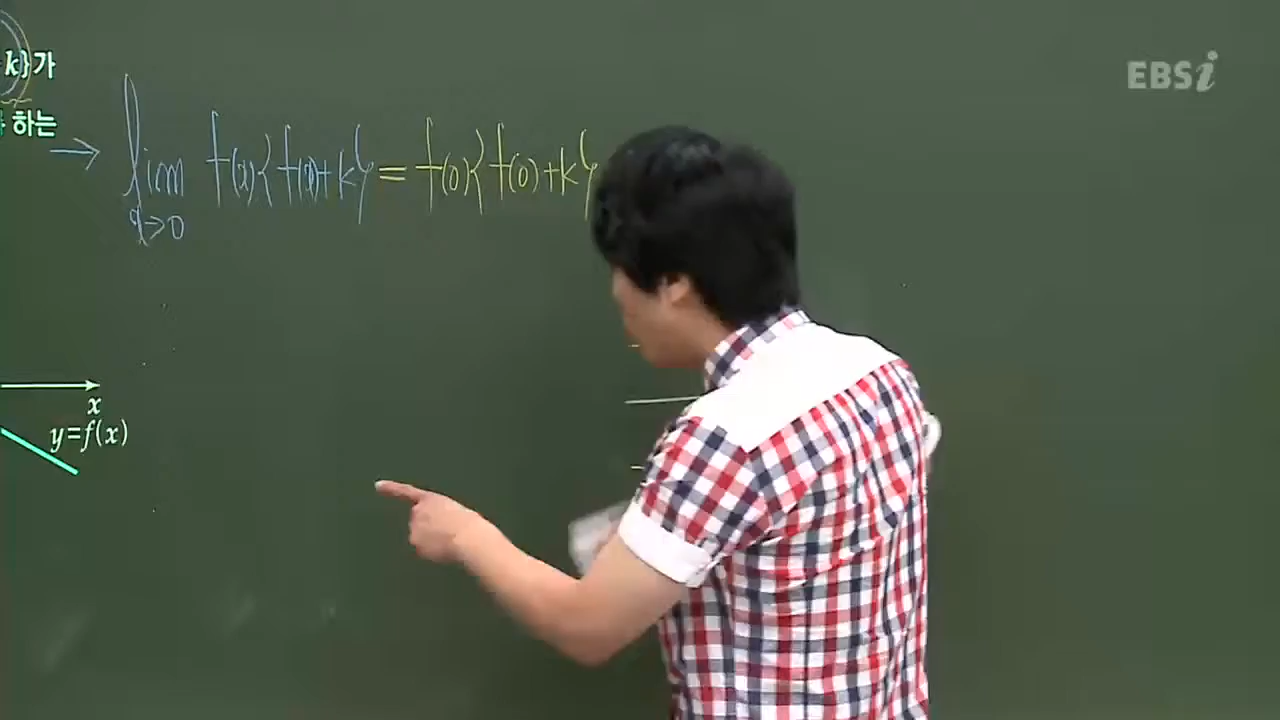 k}가
하는
EBSi
→ lim f(x){f(x)+k} = f(0){f(0)+k}
x→0
x
y=f(x)